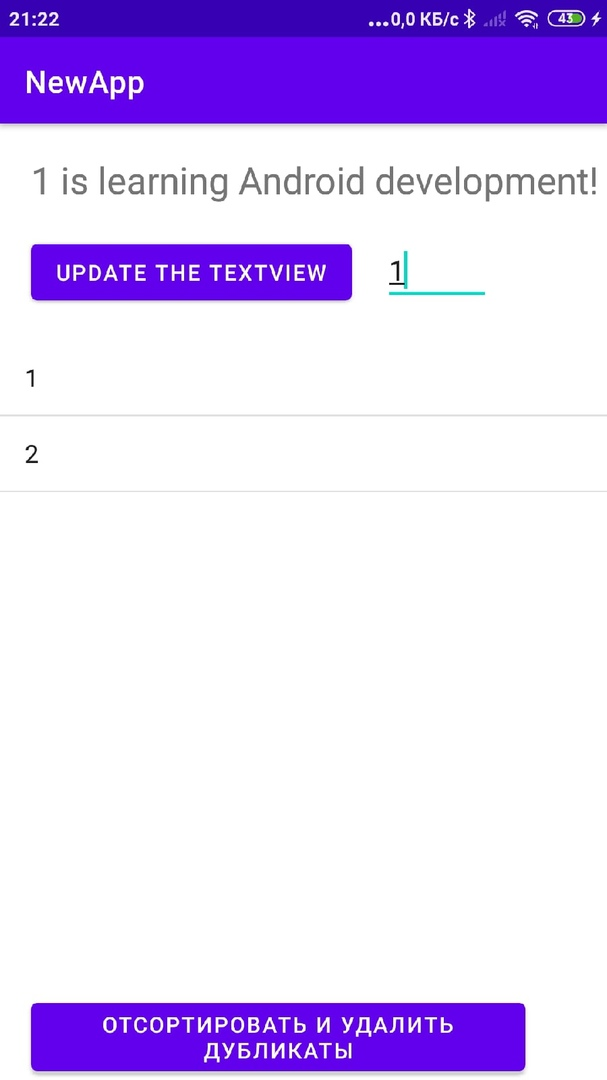 21:22
...0,0 КБ/с 43
NewApp
1 is learning Android development!
UPDATE THE TEXTVIEW 1
1
2
ОТСОРТИРОВАТЬ И УДАЛИТЬ
ДУБЛИКАТЫ